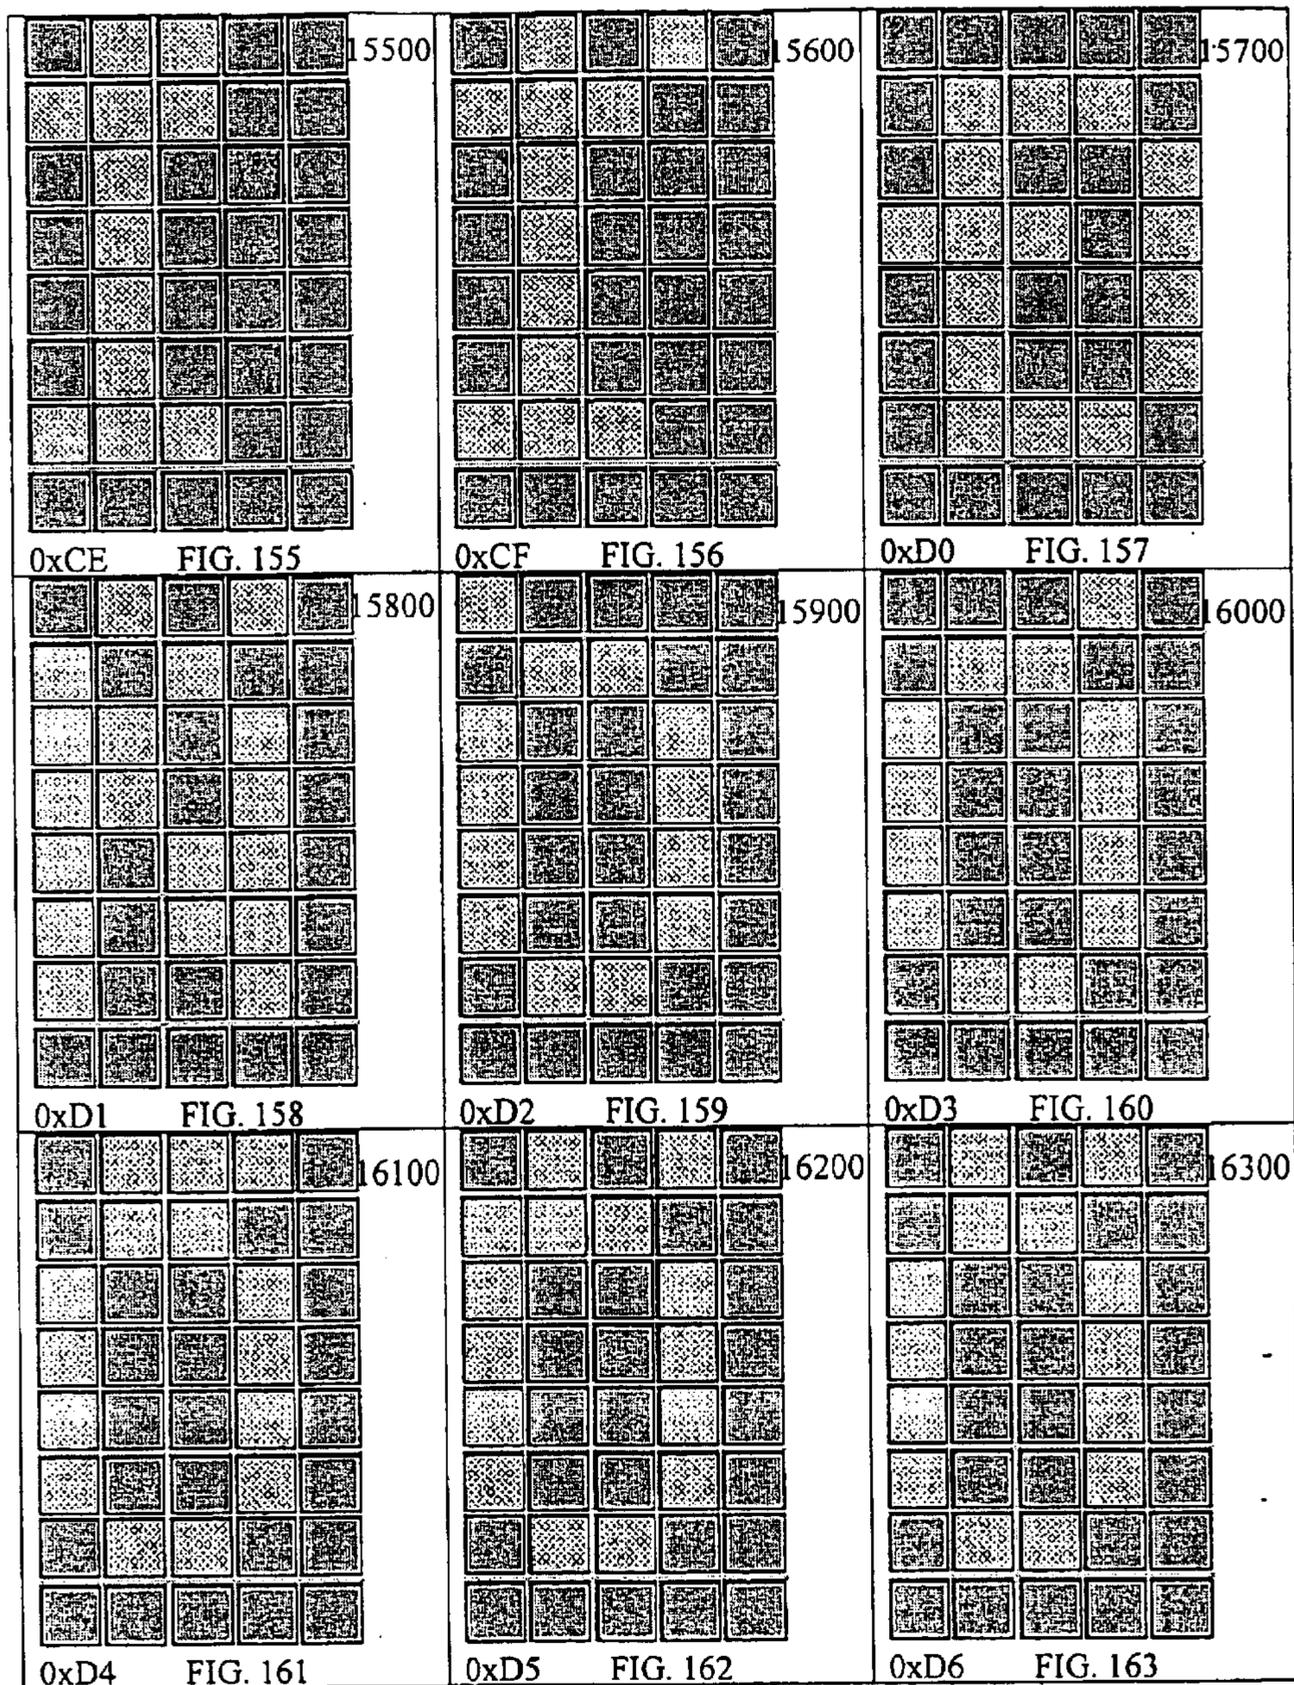 15500 15600 15700
0xCE FIG. 155 0xCF FIG. 156 0xD0 FIG. 157
15800 15900 16000
0xD1 FIG. 158 0xD2 FIG. 159 0xD3 FIG. 160
16100 16200 16300
0xD4 FIG. 161 0xD5 FIG. 162 0xD6 FIG. 163